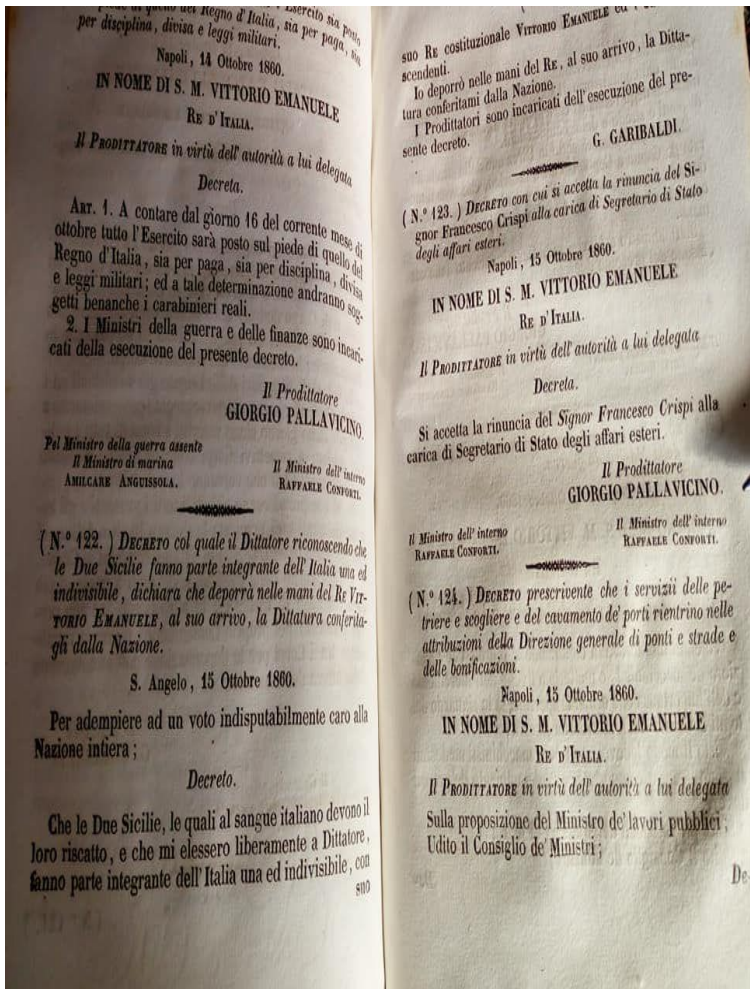 piede di quello del Regno d'Italia, sia per paga, sia
per disciplina, divisa e leggi militari.
Napoli, 14 Ottobre 1860.
IN NOME DI S. M. VITTORIO EMANUELE
RE D'ITALIA.
Il PRODITTATORE in virtù dell'autorità a lui delegata
Decreta.
ART. 1. A contare dal giorno 16 del corrente mese di
ottobre tutto l'Esercito sarà posto sul piede di quello del
Regno d'Italia, sia per paga, sia per disciplina, divisa
e leggi militari; ed a tale determinazione andranno sog-
getti benanche i carabinieri reali.
2. I Ministri della guerra e delle finanze sono incari-
cati della esecuzione del presente decreto.
Il Prodittatore
GIORGIO PALLAVICINO.
Pel Ministro della guerra assente
Il Ministro di marina
AMILCARE ANGUISSOLA.
Il Ministro dell'interno
RAFFAELE CONFORTI.
(N.º 122.) DECRETO col quale il Dittatore riconoscendo che
le Due Sicilie fanno parte integrante dell'Italia una ed
indivisibile, dichiara che deporrà nelle mani del RE VIT-
TORIO EMANUELE, al suo arrivo, la Dittatura conferita-
gli dalla Nazione.
S. Angelo, 15 Ottobre 1860.
Per adempiere ad un voto indisputabilmente caro alla
Nazione intiera;
Decreto.
Che le Due Sicilie, le quali al sangue italiano devono il
loro riscatto, e che mi elessero liberamente a Dittatore,
fanno parte integrante dell'Italia una ed indivisibile, con
suo
suo RE costituzionale VITTORIO EMANUELE ed i
scendenti.
Io deporrò nelle mani del RE, al suo arrivo, la Ditta-
tura conferitami dalla Nazione.
I Prodittatori sono incaricati dell'esecuzione del pre-
sente decreto.
G. GARIBALDI.
(N.º 123.) DECRETO con cui si accetta la rinuncia del Si-
gnor Francesco Crispi alla carica di Segretario di Stato
degli affari esteri.
Napoli, 15 Ottobre 1860.
IN NOME DI S. M. VITTORIO EMANUELE
RE D'ITALIA.
Il PRODITTATORE in virtù dell'autorità a lui delegata
Decreta.
Si accetta la rinuncia del Signor Francesco Crispi alla
carica di Segretario di Stato degli affari esteri.
Il Prodittatore
GIORGIO PALLAVICINO.
Il Ministro dell'interno
RAFFAELE CONFORTI.
Il Ministro dell'interno
RAFFAELE CONFORTI.
(N.º 124.) DECRETO prescrivente che i servizii delle pe-
triere e scogliere e del cavamento de' porti rientrino nelle
attribuzioni della Direzione generale di ponti e strade e
delle bonificazioni.
Napoli, 15 Ottobre 1860.
IN NOME DI S. M. VITTORIO EMANUELE
RE D'ITALIA.
Il PRODITTATORE in virtù dell'autorità a lui delegata
Sulla proposizione del Ministro de' lavori pubblici;
Udito il Consiglio de' Ministri;
De-